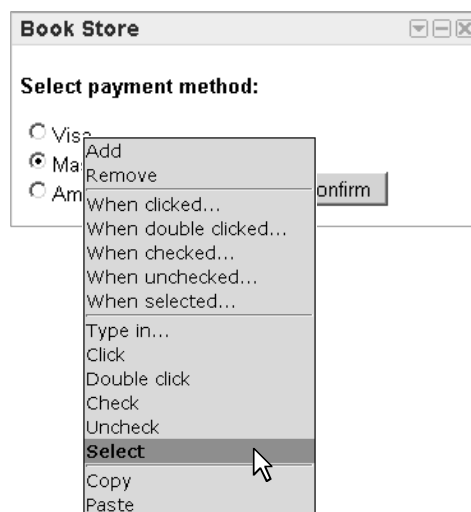 Book Store
Select payment method:
Visa
Ma
Am
onfirm
Add
Remove
When clicked...
When double clicked...
When checked...
When unchecked...
When selected...
Type in...
Click
Double click
Check
Uncheck
Select
Copy
Paste